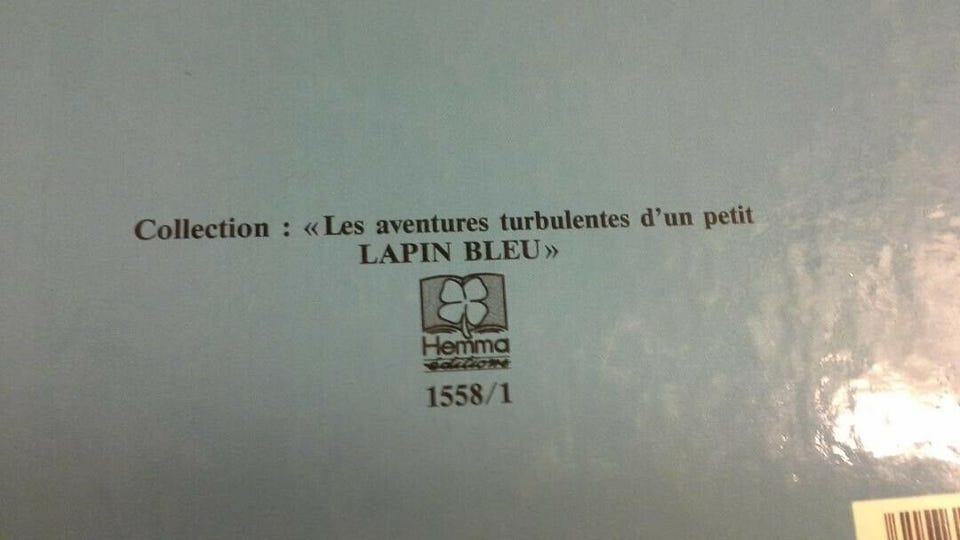 Collection : «Les aventures turbulentes d'un petit
LAPIN BLEU»
Hemma
éditions
1558/1